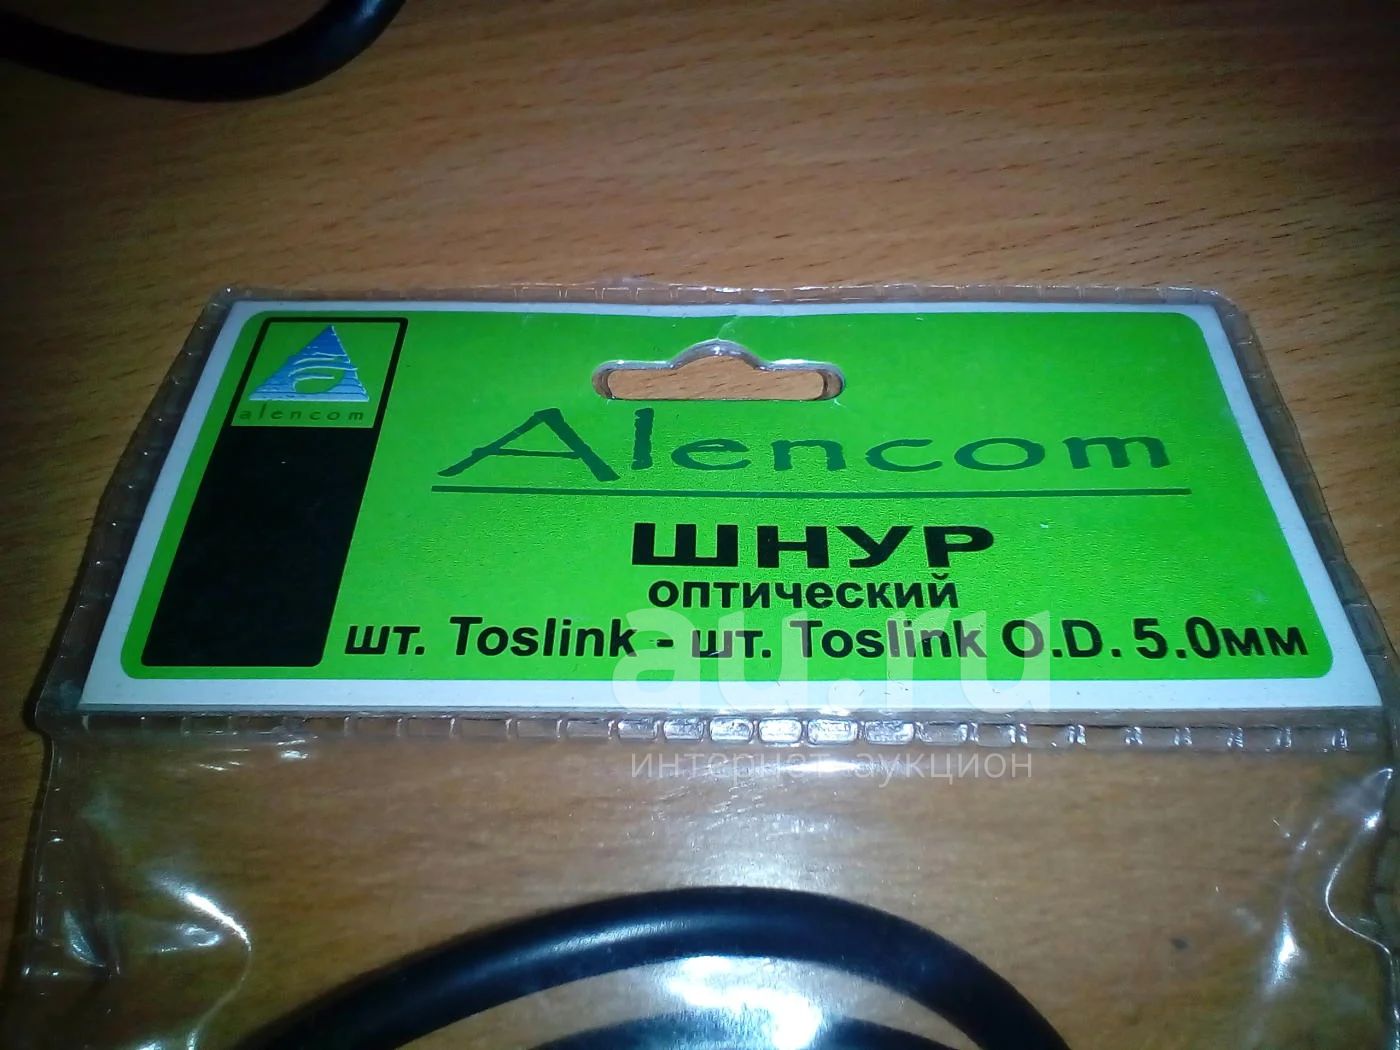 alencom
Alencom
ШНУР
оптический
шт. Toslink - шт. Toslink O.D. 5.0мм
au.ru
интернет-аукцион